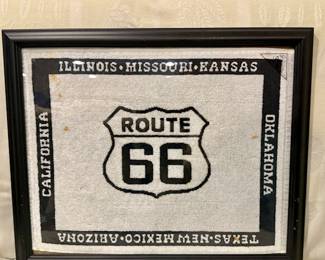 ILLINOIS • MISSOURI • KANSAS
CALIFORNIA
ROUTE
66
OKLAHOMA
TEXAS • NEW MEXICO • ARIZONA